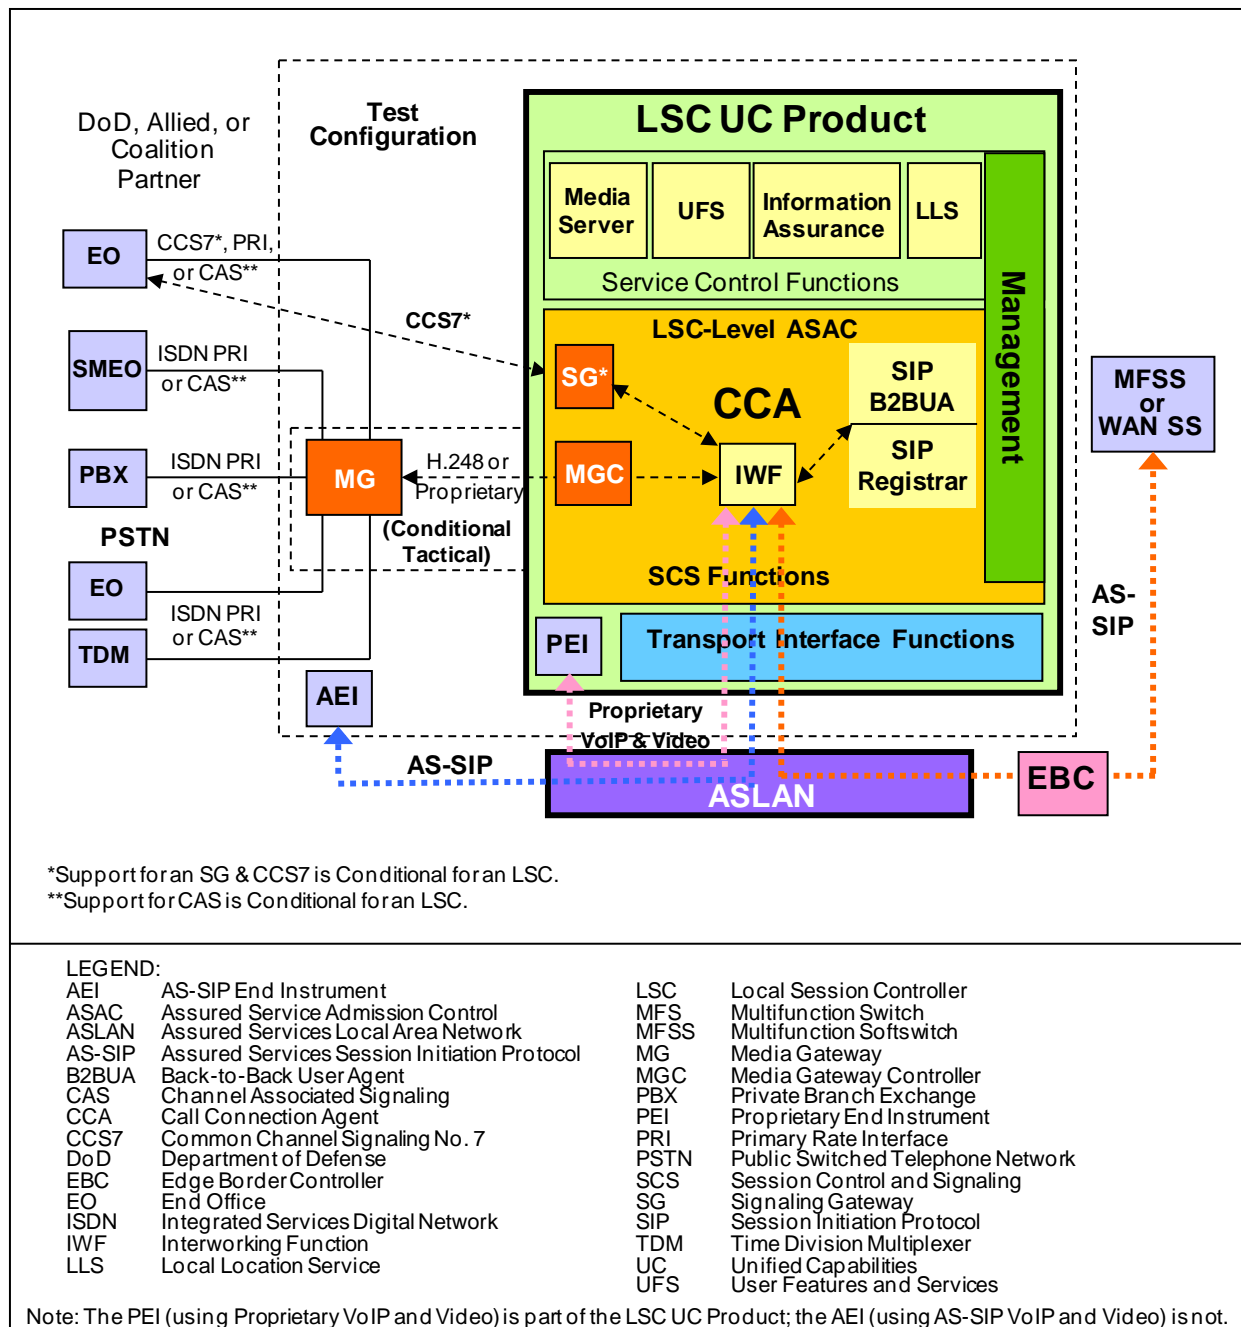 LSC UC Product
Test
Configuration
DoD, Allied, or
Coalition
Partner
Media
Server
UFS
Information
Assurance
LLS
Service Control Functions
Management
EO
CCS7*, PRI,
or CAS**
CCS7*
LSC-Level ASAC
SMEO
ISDN PRI
or CAS**
SG*
CCA
SIP
B2BUA
SIP
Registrar
MFSS
or
WAN SS
PBX
ISDN PRI
or CAS**
MG
H.248 or
Proprietary
MGC
IWF
(Conditional
Tactical)
PSTN
EO
ISDN PRI
or CAS**
TDM
SCS Functions
AS-
SIP
PEI
Transport Interface Functions
AEI
Proprietary
VoIP & Video
AS-SIP
ASLAN
EBC
*Support for an SG & CCS7 is Conditional for an LSC.
**Support for CAS is Conditional for an LSC.
LEGEND:
AEI AS-SIP End Instrument
ASAC Assured Service Admission Control
ASLAN Assured Services Local Area Network
AS-SIP Assured Services Session Initiation Protocol
B2BUA Back-to-Back User Agent
CAS Channel Associated Signaling
CCA Call Connection Agent
CCS7 Common Channel Signaling No. 7
DoD Department of Defense
EBC Edge Border Controller
EO End Office
ISDN Integrated Services Digital Network
IWF Interworking Function
LLS Local Location Service
LSC Local Session Controller
MFS Multifunction Switch
MFSS Multifunction Softswitch
MG Media Gateway
MGC Media Gateway Controller
PBX Private Branch Exchange
PEI Proprietary End Instrument
PRI Primary Rate Interface
PSTN Public Switched Telephone Network
SCS Session Control and Signaling
SG Signaling Gateway
SIP Session Initiation Protocol
TDM Time Division Multiplexer
UC Unified Capabilities
UFS User Features and Services
Note: The PEI (using Proprietary VoIP and Video) is part of the LSC UC Product; the AEI (using AS-SIP VoIP and Video) is not.